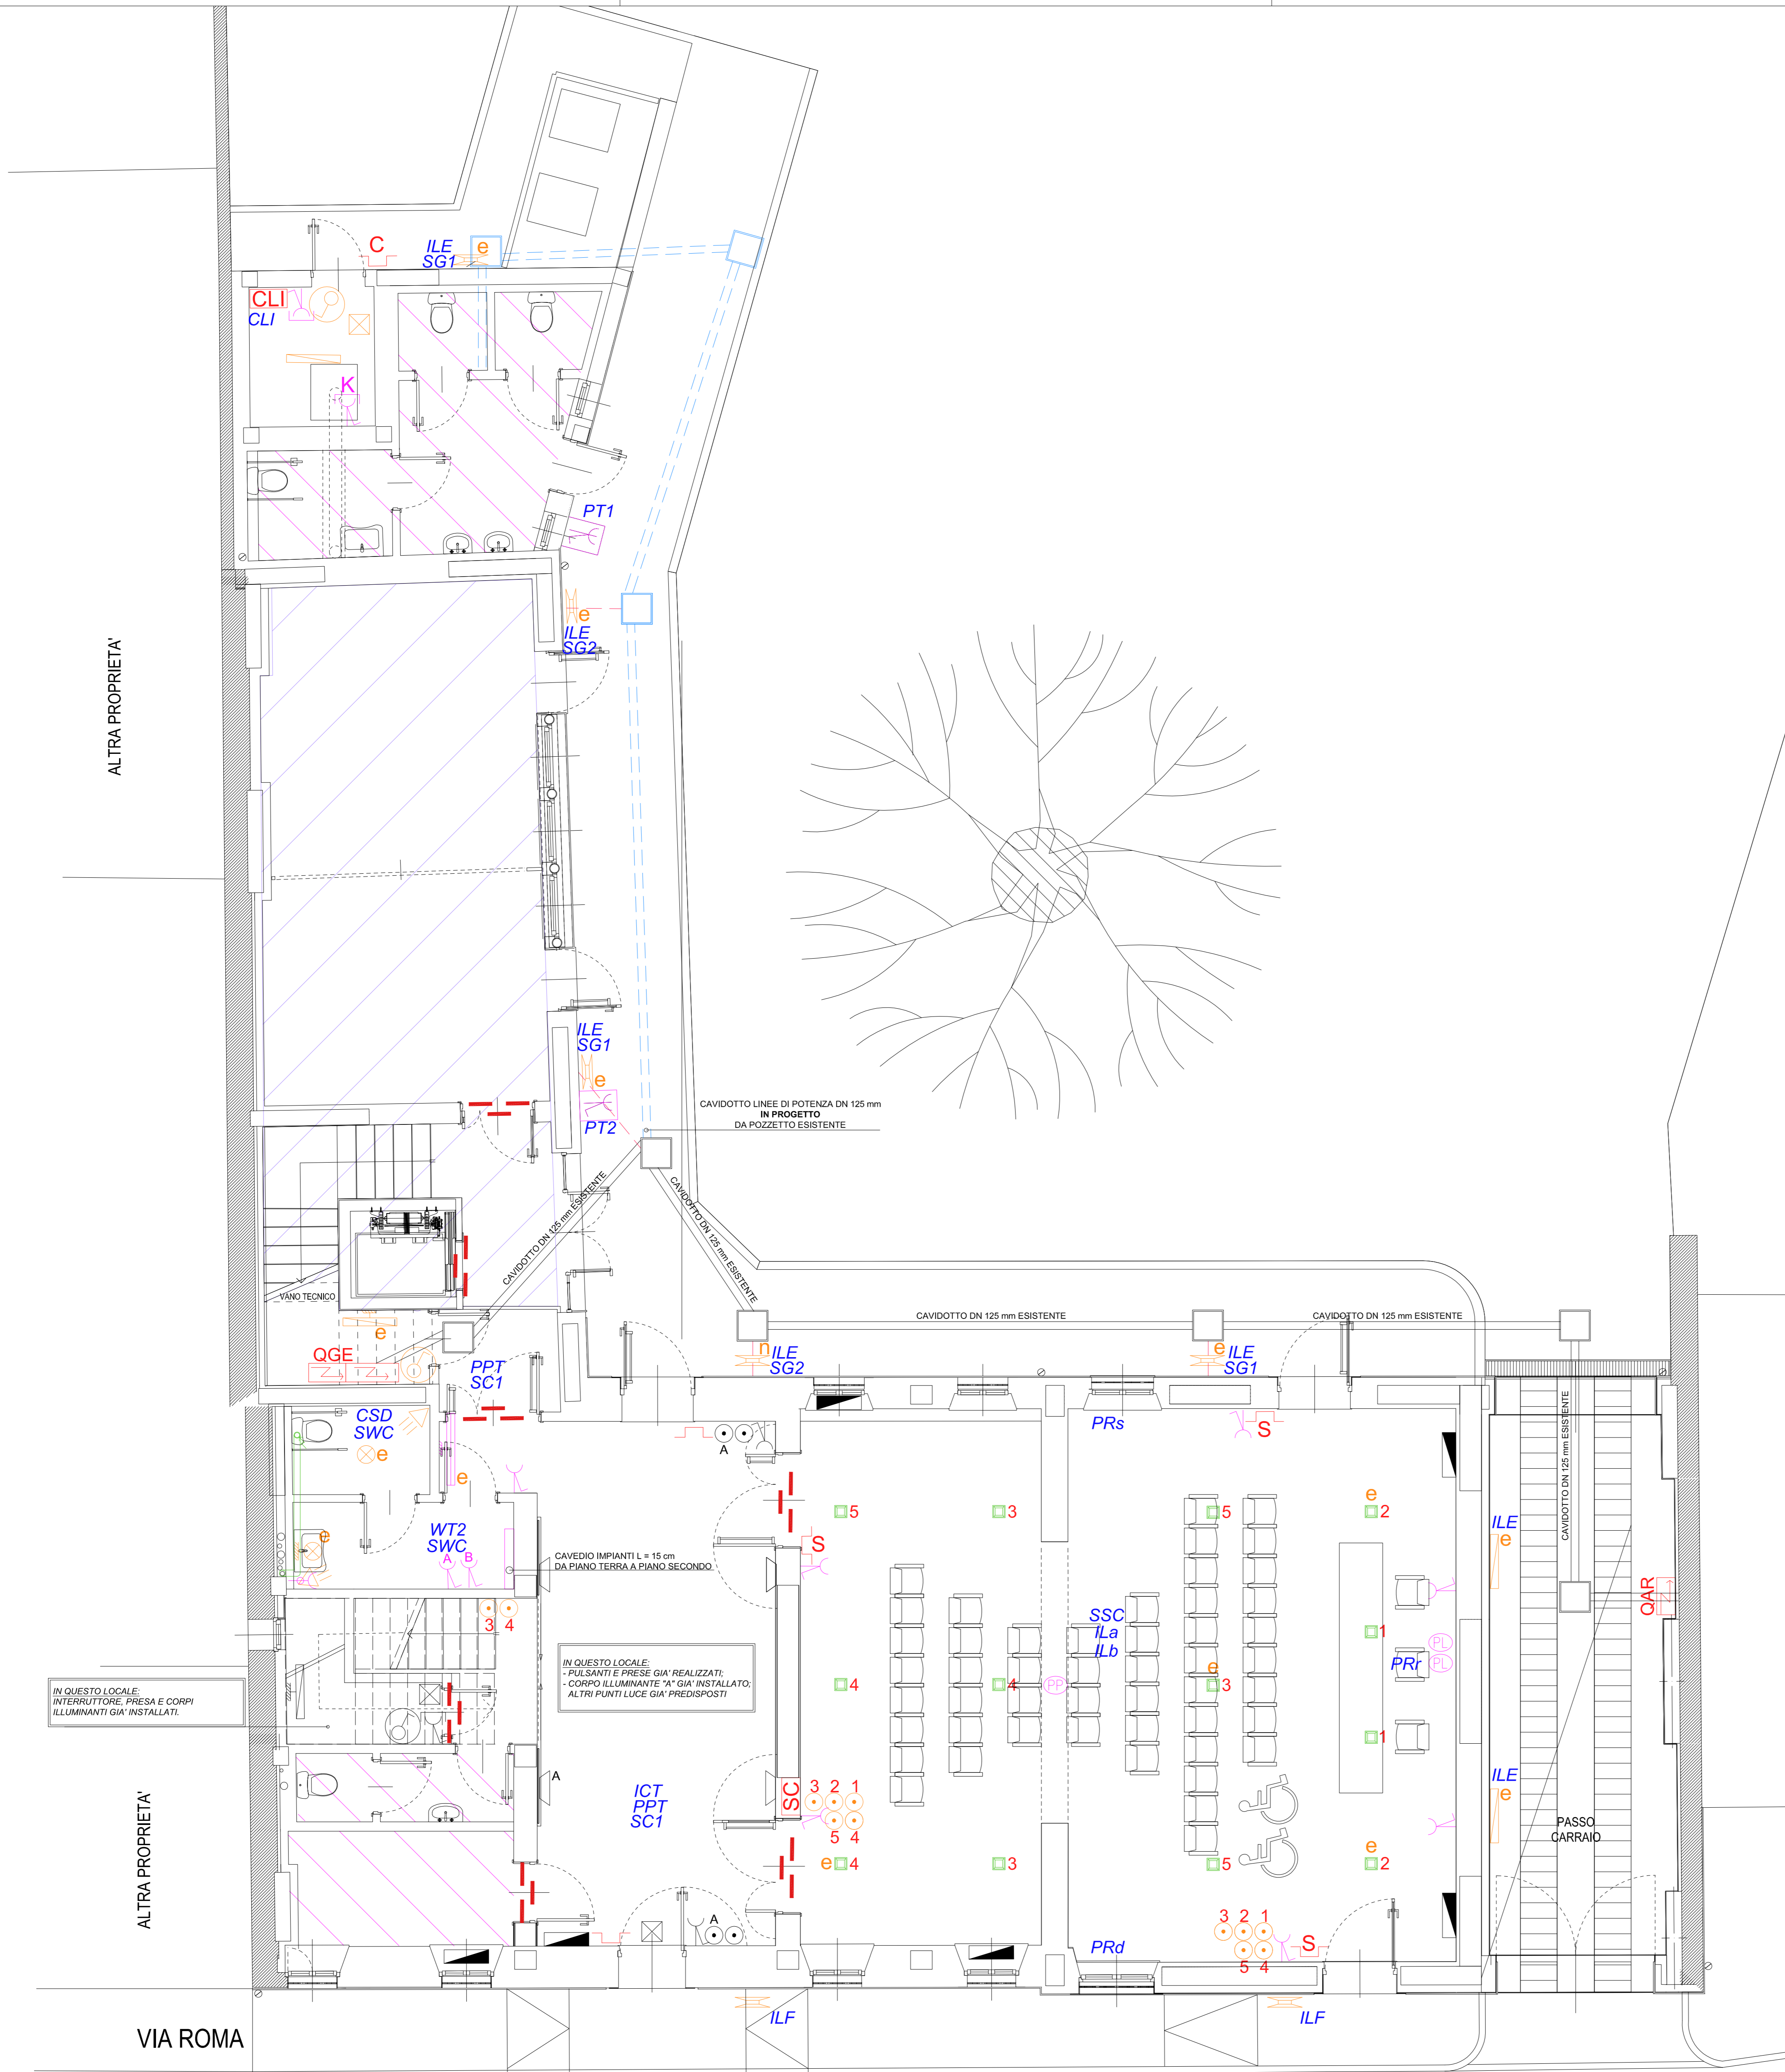 C
ILE
SG1
e
CLI
CLI
K
PT1
e
ILE
SG2
ALTRA PROPRIETA'
ILE
SG1
e
PT2
CAVIDOTTO LINEE DI POTENZA DN 125 mm
IN PROGETTO
DA POZZETTO ESISTENTE
CAVIDOTTO DN 125 mm ESISTENTE
CAVIDOTTO DN 125 mm ESISTENTE
VANO TECNICO
CAVIDOTTO DN 125 mm ESISTENTE
CAVIDOTTO DN 125 mm ESISTENTE
e
QGE
PPT
SC1
n
ILE
SG2
e
ILE
SG1
CAVIDOTTO DN 125 mm ESISTENTE
CSD
SWC
e
e
A
PRs
S
5
3
5
e
2
ILE
e
e
WT2
SWC
A
B
S
CAVEDIO IMPIANTI L = 15 cm
DA PIANO TERRA A PIANO SECONDO
3 4
SSC
ILa
ILb
1
PL
PRr
PL
QAR
IN QUESTO LOCALE:
- PULSANTI E PRESE GIA' REALIZZATI;
- CORPO ILLUMINANTE "A" GIA' INSTALLATO;
ALTRI PUNTI LUCE GIA' PREDISPOSTI
IN QUESTO LOCALE:
INTERRUTTORE, PRESA E CORPI
ILLUMINANTI GIA' INSTALLATI.
4
4
PP
e
3
1
A
ICT
PPT
SC1
SC
3 2 1
5 4
ILE
e
PASSO
CARRAIO
e
4
3
5
e
2
ALTRA PROPRIETA'
A
3 2 1
5 4
S
PRd
ILF
ILF
VIA ROMA